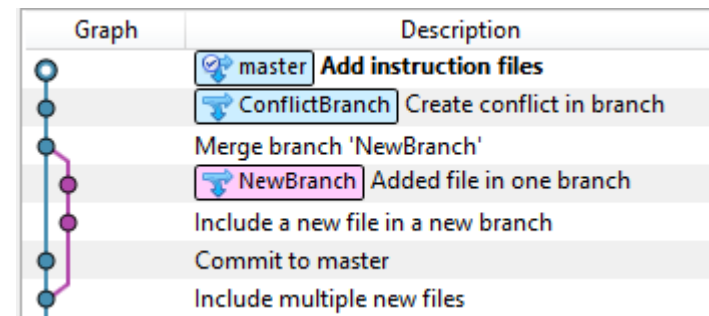 Graph Description
master Add instruction files
ConflictBranch Create conflict in branch
Merge branch 'NewBranch'
NewBranch Added file in one branch
Include a new file in a new branch
Commit to master
Include multiple new files